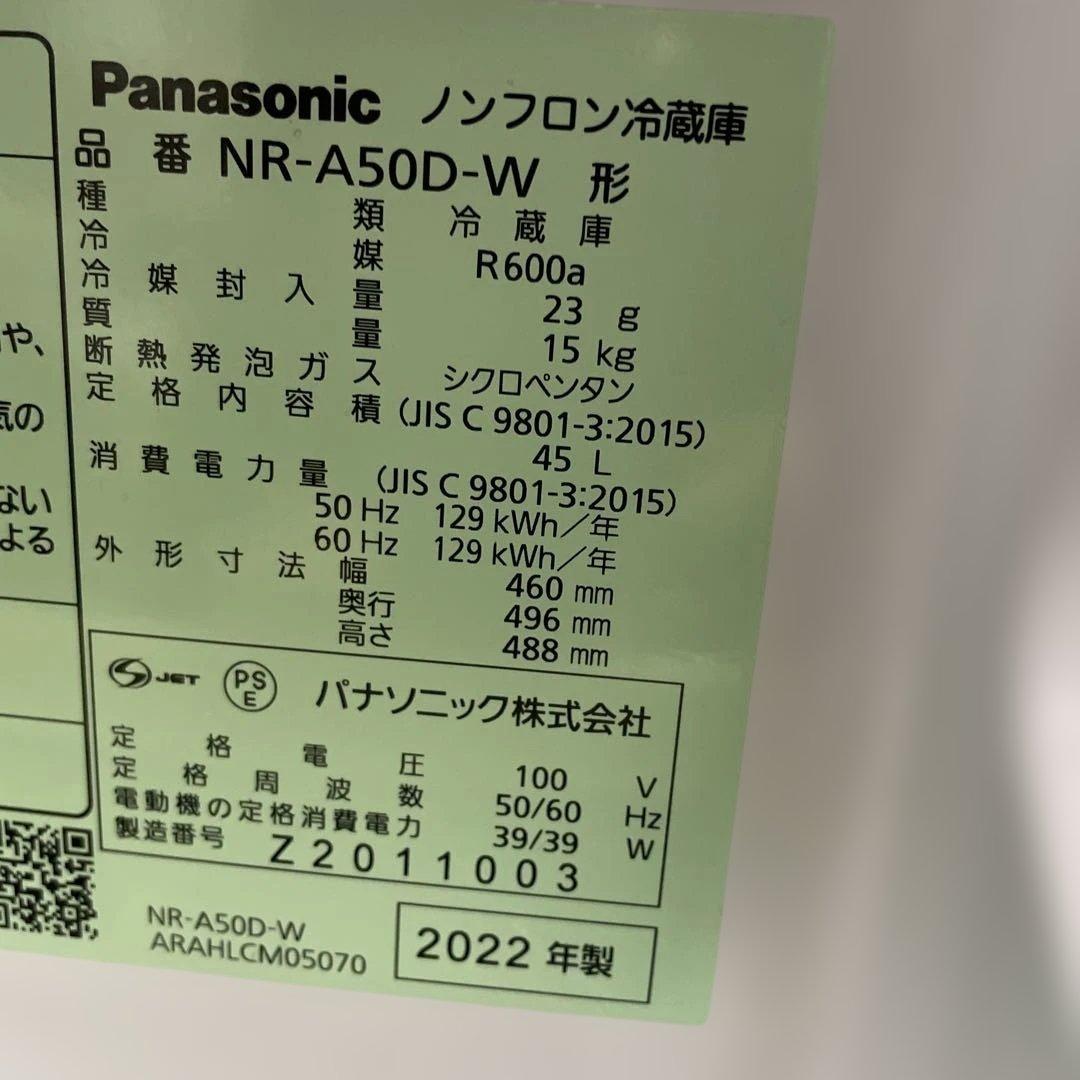 Panasonic ノンフロン冷蔵庫
品番 NR-A50D-W 形
種類 冷蔵庫
冷媒 R600a
冷媒封入量 23 g
質量 15 kg
断熱発泡ガス シクロペンタン
定格内容積 (JIS C 9801-3:2015)
45 L
消費電力量 (JIS C 9801-3:2015)
50 Hz 129 kWh/年
60 Hz 129 kWh/年
外形寸法 幅 460 mm
奥行 496 mm
高さ 488 mm
や、
気の
ない
よる
JET PSE パナソニック株式会社
定格電圧 100 V
定格周波数 50/60 Hz
電動機の定格消費電力 39/39 W
製造番号 Z2011003
NR-A50D-W
ARAHLCM05070
2022 年製